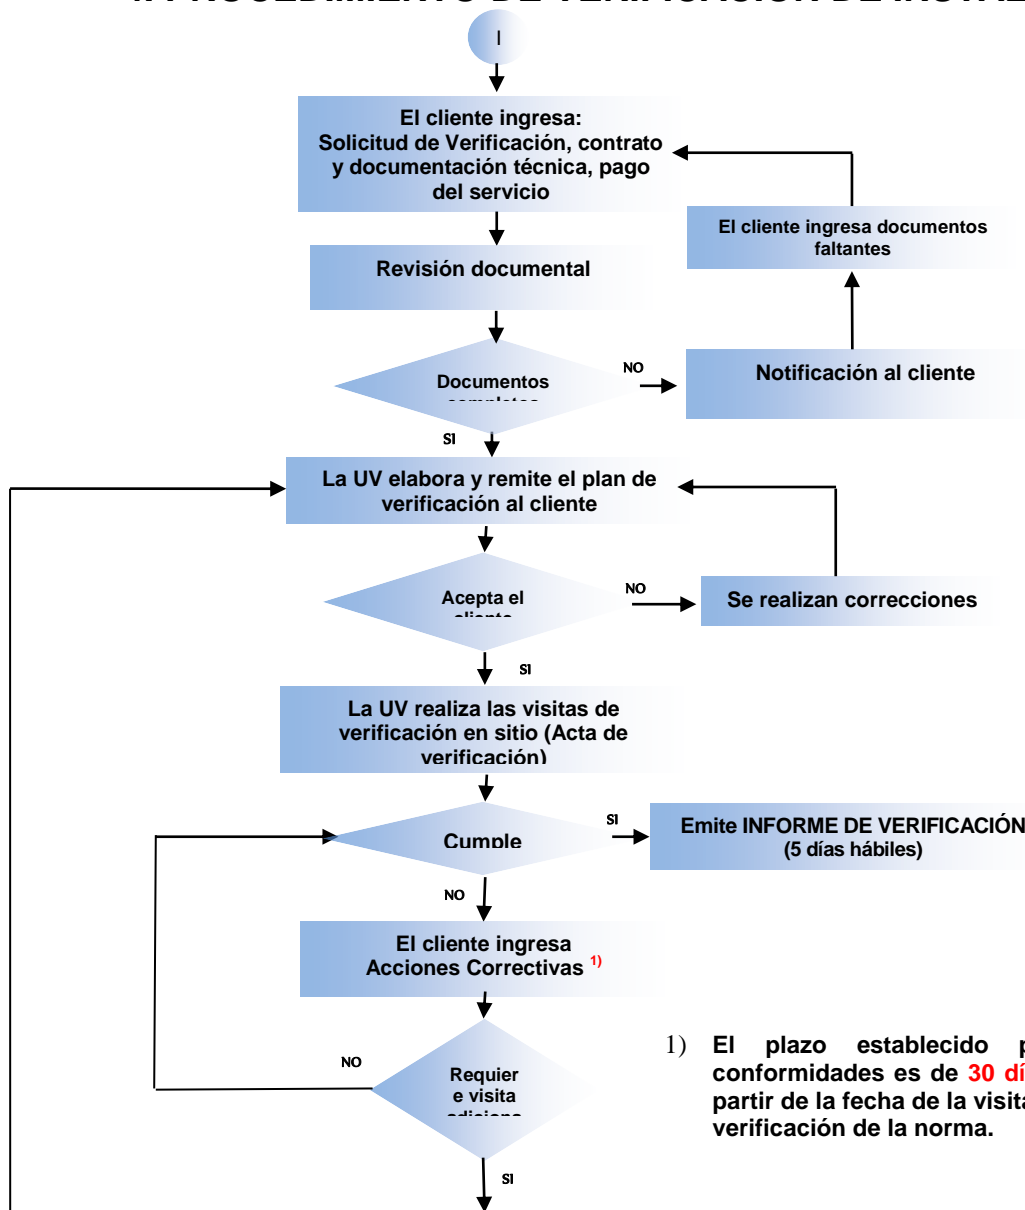 I
El cliente ingresa:
Solicitud de Verificación, contrato
y documentación técnica, pago
del servicio
El cliente ingresa documentos
faltantes
Revisión documental
Documentos
NO
Notificación al cliente
SI
La UV elabora y remite el plan de
verificación al cliente
Acepta el
NO
Se realizan correcciones
SI
La UV realiza las visitas de
verificación en sitio (Acta de
verificación)
Cumple
SI
Emite INFORME DE VERIFICACIÓN
(5 días hábiles)
NO
El cliente ingresa
Acciones Correctivas 1)
NO
Requier
e visita
SI
1) El plazo establecido
conformidades es de 30
partir de la fecha de la visita
verificación de la norma.